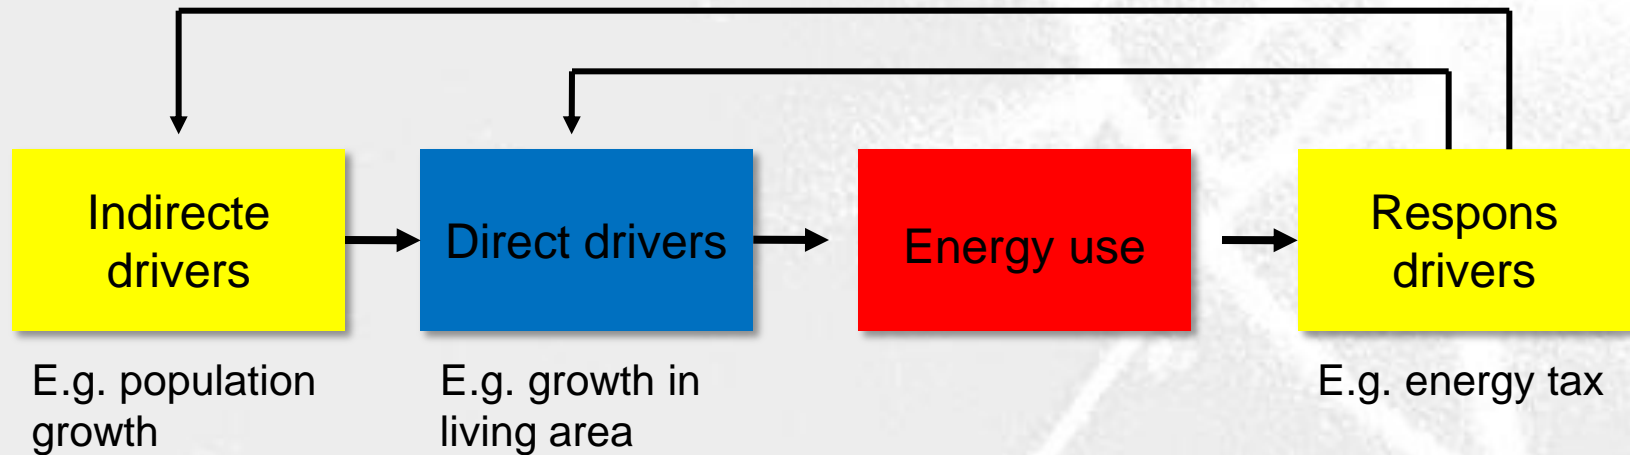 Indirecte
drivers
Direct drivers
Energy use
Respons
drivers
E.g. population
growth
E.g. growth in
living area
E.g. energy tax